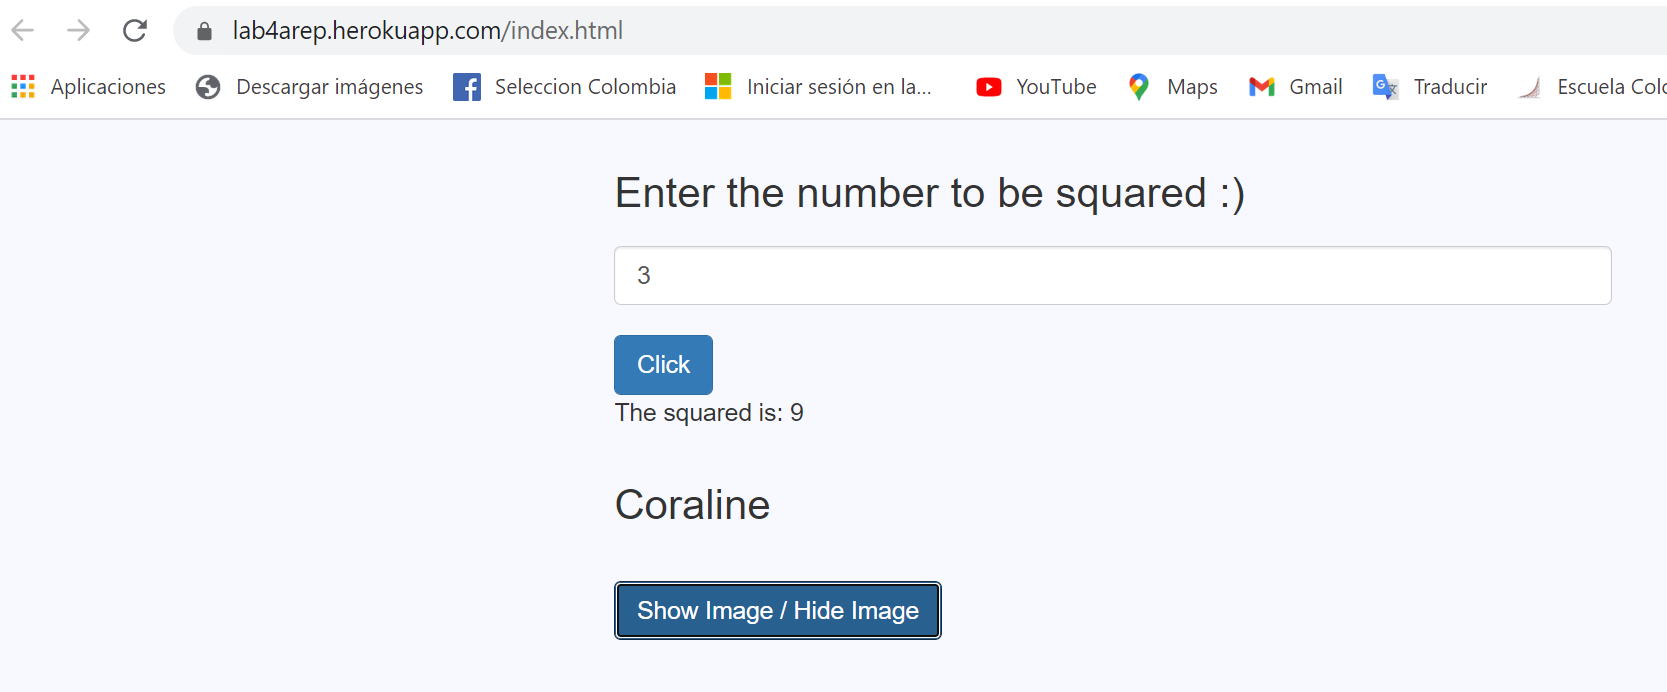 lab4arep.herokuapp.com/index.html
Aplicaciones Descargar imágenes Seleccion Colombia Iniciar sesión en la... YouTube Maps Gmail Traducir Escuela Colo
Enter the number to be squared :)
3
Click
The squared is: 9
Coraline
Show Image / Hide Image